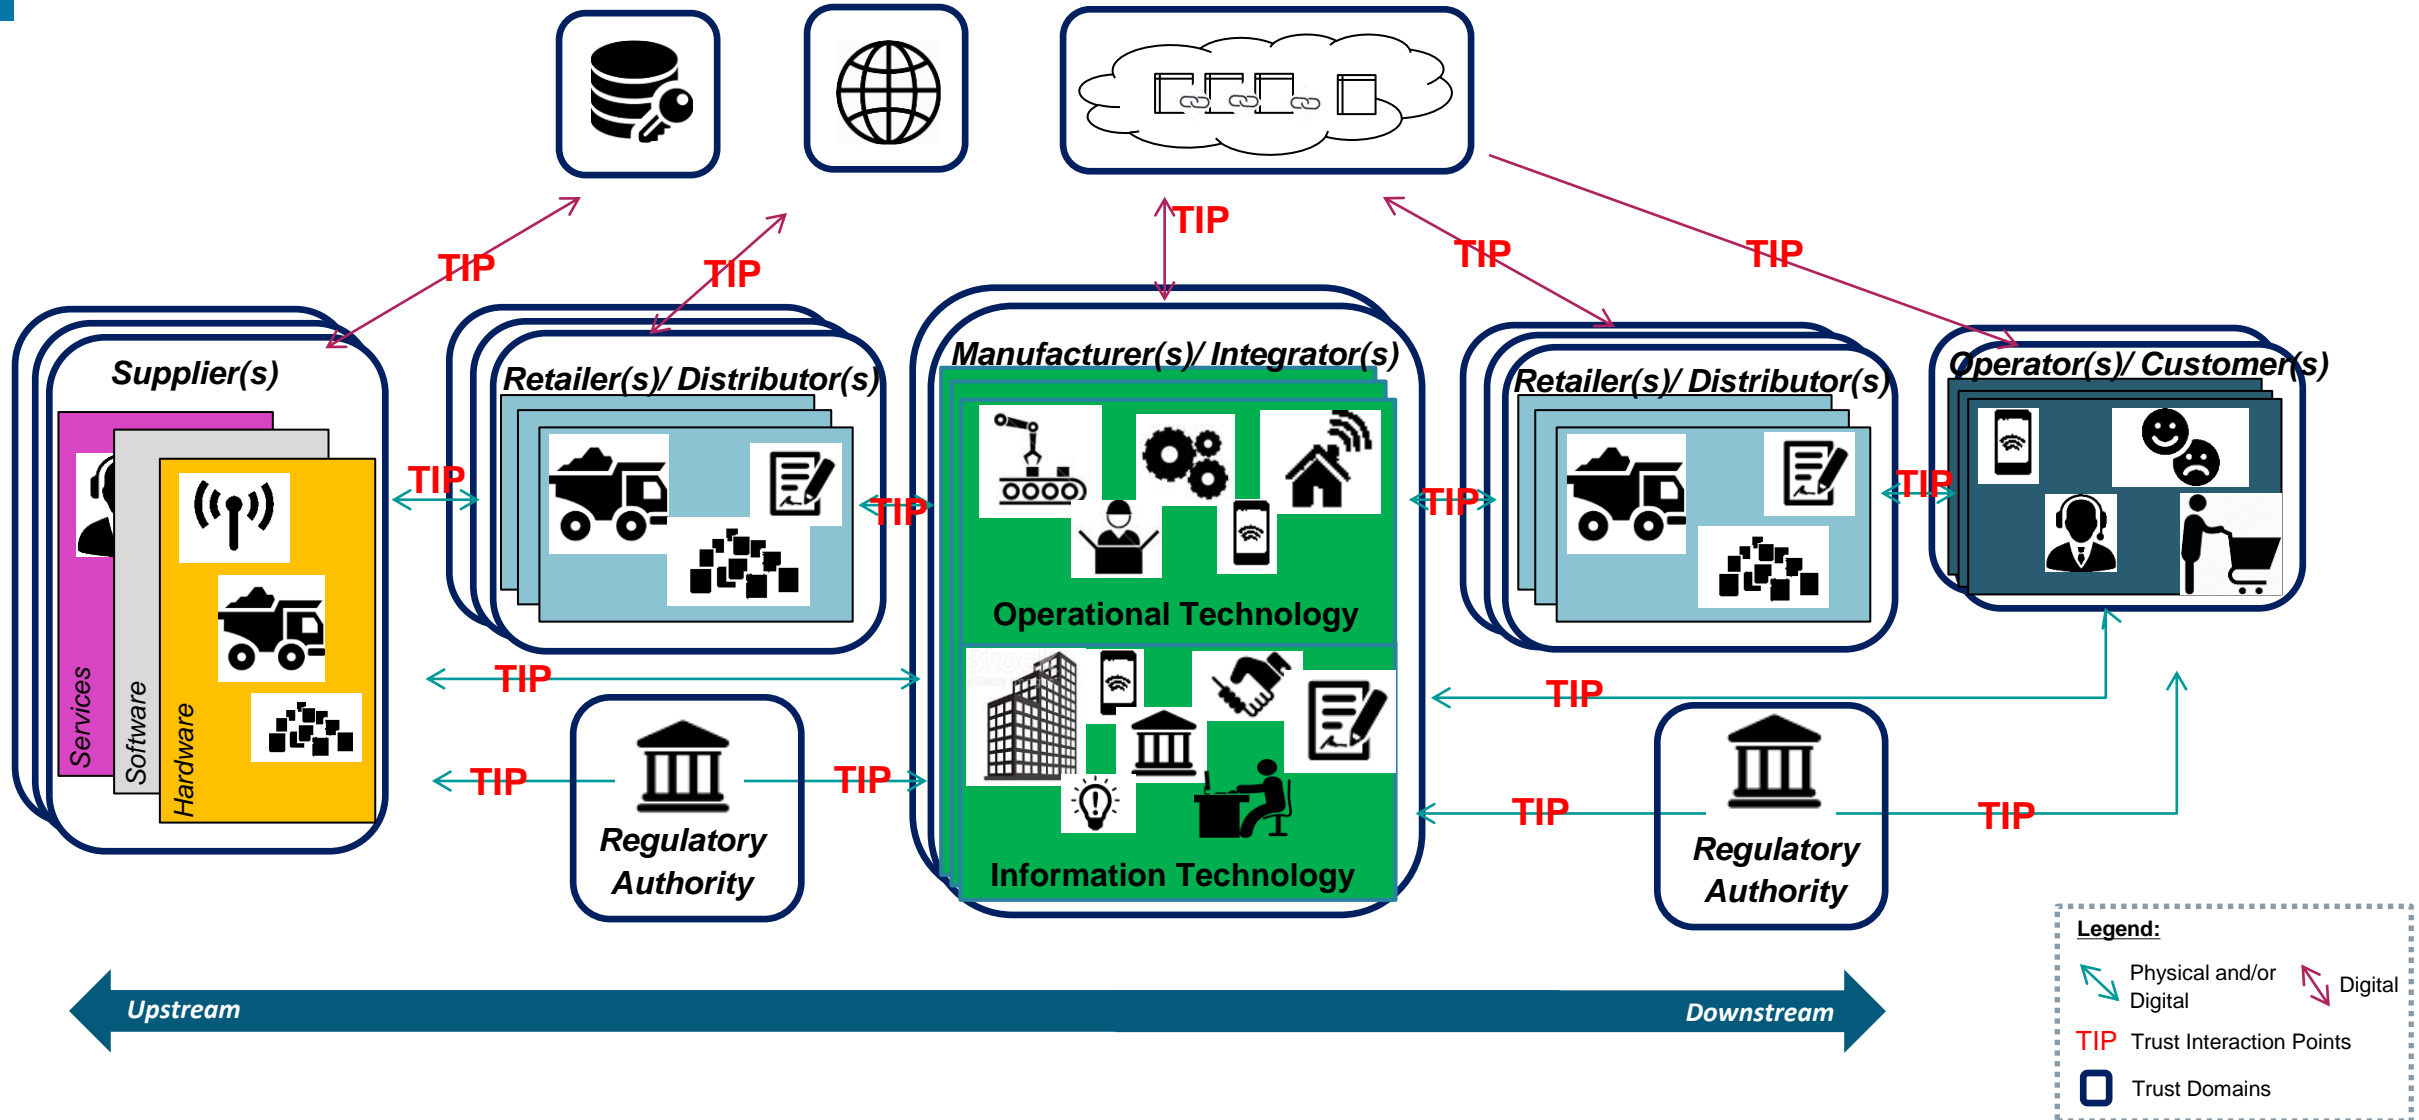 TIP
TIP
TIP
TIP
TIP
Supplier(s)
Services
Software
Hardware
TIP
Retailer(s)/ Distributor(s)
TIP
Manufacturer(s)/ Integrator(s)
Operational Technology
Information Technology
TIP
Retailer(s)/ Distributor(s)
TIP
Operator(s)/ Customer(s)
TIP
TIP
TIP
TIP
Regulatory
Authority
TIP
TIP
Regulatory
Authority
Upstream
Downstream
Legend:
Physical and/or
Digital
Digital
TIP Trust Interaction Points
Trust Domains